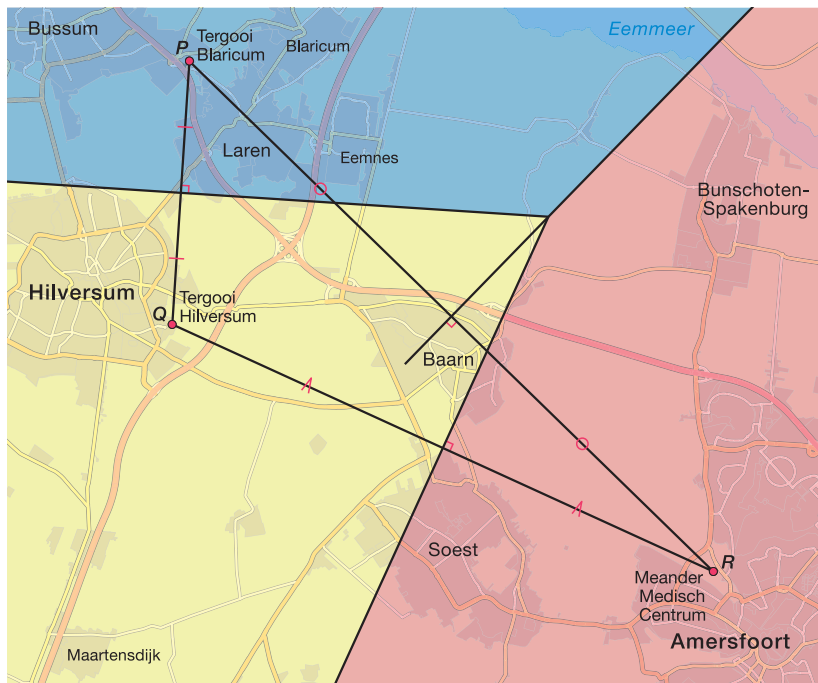 Bussum
P
Tergooi
Blaricum
Blaricum
Eemmeer
Laren
Eemnes
Bunschoten-
Spakenburg
Hilversum
Tergooi
Q Hilversum
Baarn
Soest
R
Meander
Medisch
Centrum
Amersfoort
Maartensdijk